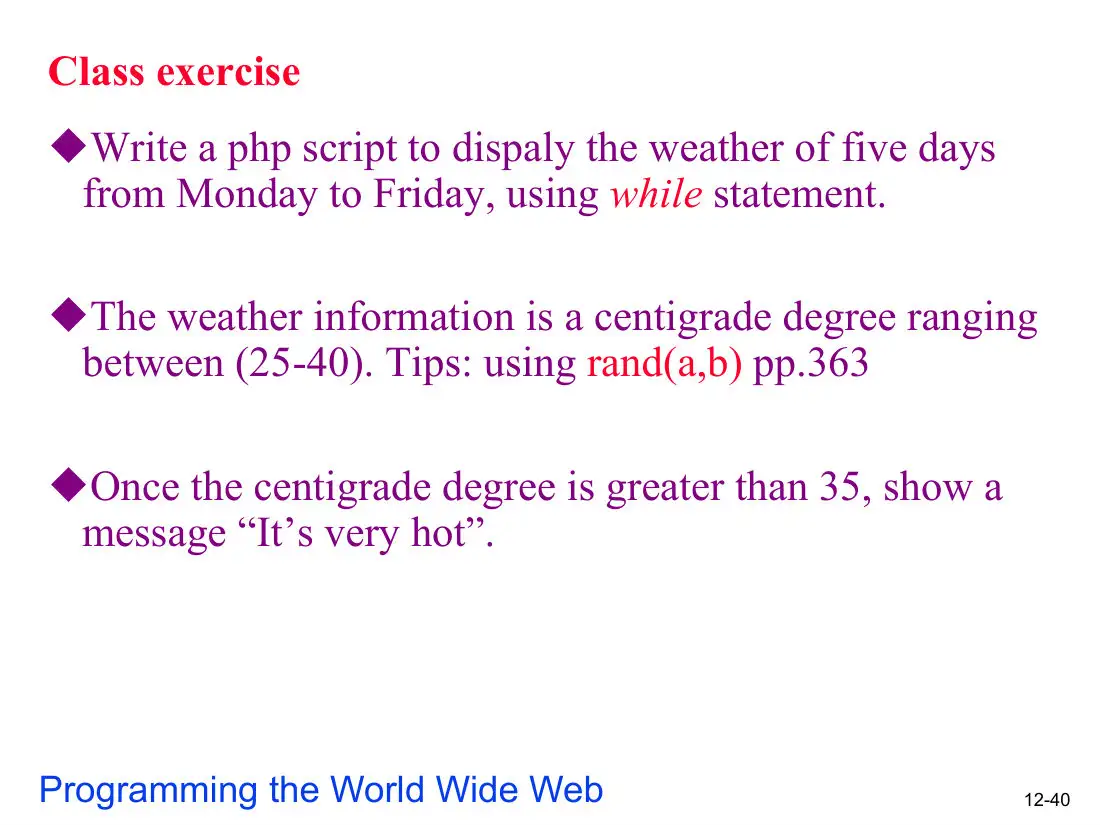 Class exercise
◆Write a php script to dispaly the weather of five days
from Monday to Friday, using while statement.
◆The weather information is a centigrade degree ranging
between (25-40). Tips: using rand(a,b) pp.363
◆Once the centigrade degree is greater than 35, show a
message “It’s very hot”.
Programming the World Wide Web
12-40